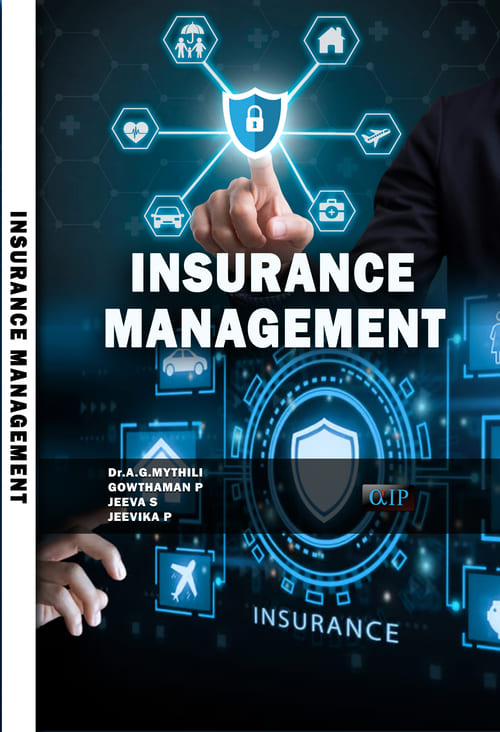 INSURANCE MANAGEMENT
INSURANCE
MANAGEMENT
Dr.A.G.MYTHILI
GOWTHAMAN P
JEEVA S
JEEVIKA P
αIP
INSURANCE